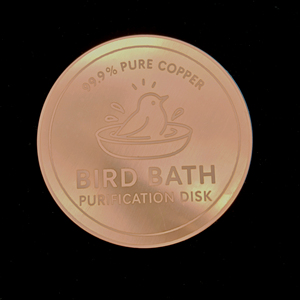 99.9% PURE COPPER
BIRD BATH
PURIFICATION DISK